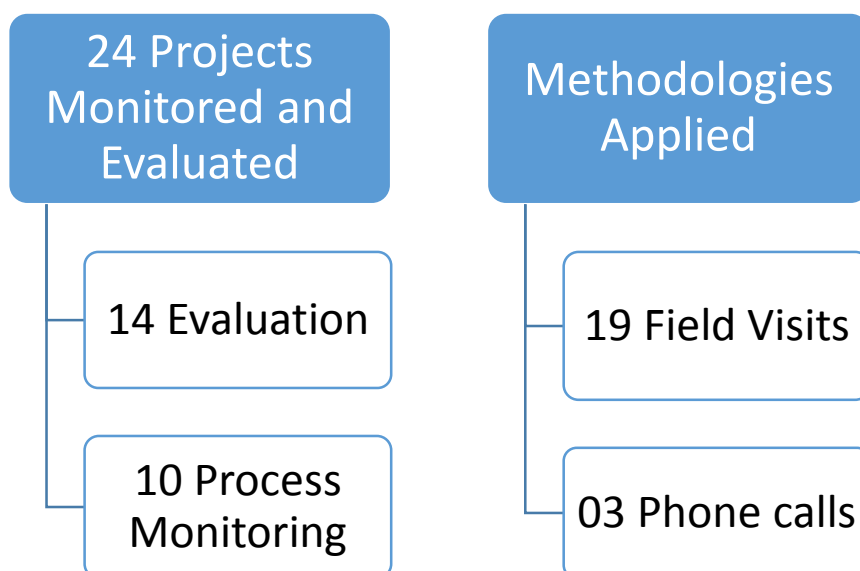 24 Projects
Monitored and
Evaluated
14 Evaluation
10 Process
Monitoring
Methodologies
Applied
19 Field Visits
03 Phone calls